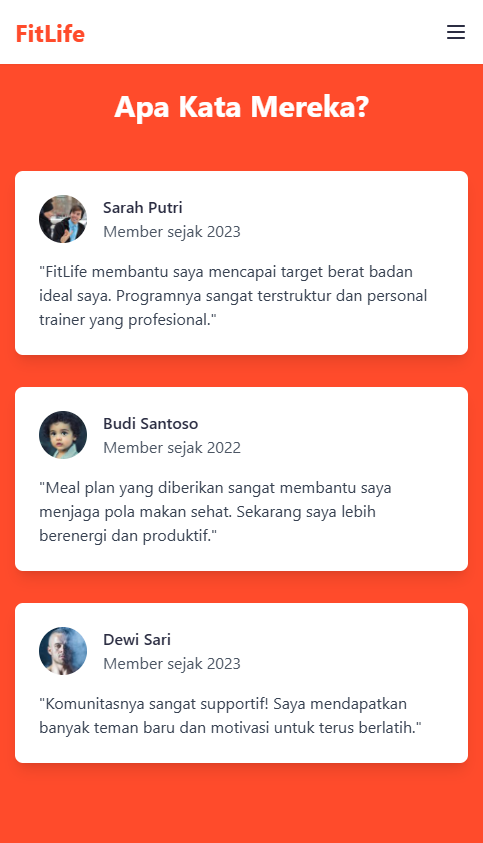 FitLife
Apa Kata Mereka?
Sarah Putri
Member sejak 2023
"FitLife membantu saya mencapai target berat badan
ideal saya. Programnya sangat terstruktur dan personal
trainer yang profesional."
Budi Santoso
Member sejak 2022
"Meal plan yang diberikan sangat membantu saya
menjaga pola makan sehat. Sekarang saya lebih
berenergi dan produktif."
Dewi Sari
Member sejak 2023
"Komunitasnya sangat supportif! Saya mendapatkan
banyak teman baru dan motivasi untuk terus berlatih."